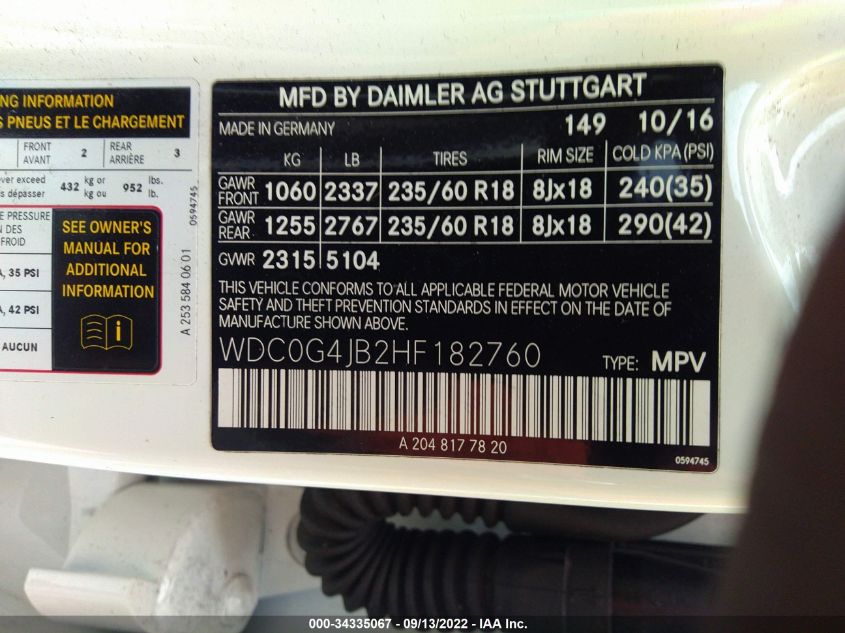 NG INFORMATION
S PNEUS ET LE CHARGEMENT
FRONT AVANT 2 REAR ARRIÈRE 3
ver exceed
s dépasser 432 kg or kg ou 952 lbs. lb.
E PRESSURE
N DES
FROID
, 35 PSI
, 42 PSI
AUCUN
SEE OWNER'S
MANUAL FOR
ADDITIONAL
INFORMATION
i
0594745
A 253 584 06 01
MFD BY DAIMLER AG STUTTGART
MADE IN GERMANY 149 10/16
KG LB TIRES RIM SIZE COLD KPA(PSI)
GAWR FRONT 1060 2337 235/60 R18 8Jx18 240(35)
GAWR REAR 1255 2767 235/60 R18 8Jx18 290(42)
GVWR 2315 5104
THIS VEHICLE CONFORMS TO ALL APPLICABLE FEDERAL MOTOR VEHICLE
SAFETY AND THEFT PREVENTION STANDARDS IN EFFECT ON THE DATE OF
MANUFACTURE SHOWN ABOVE.
WDC0G4JB2HF182760 TYPE: MPV
A 204 817 78 20
0594745
000-34335067 - 09/13/2022 - IAA Inc.